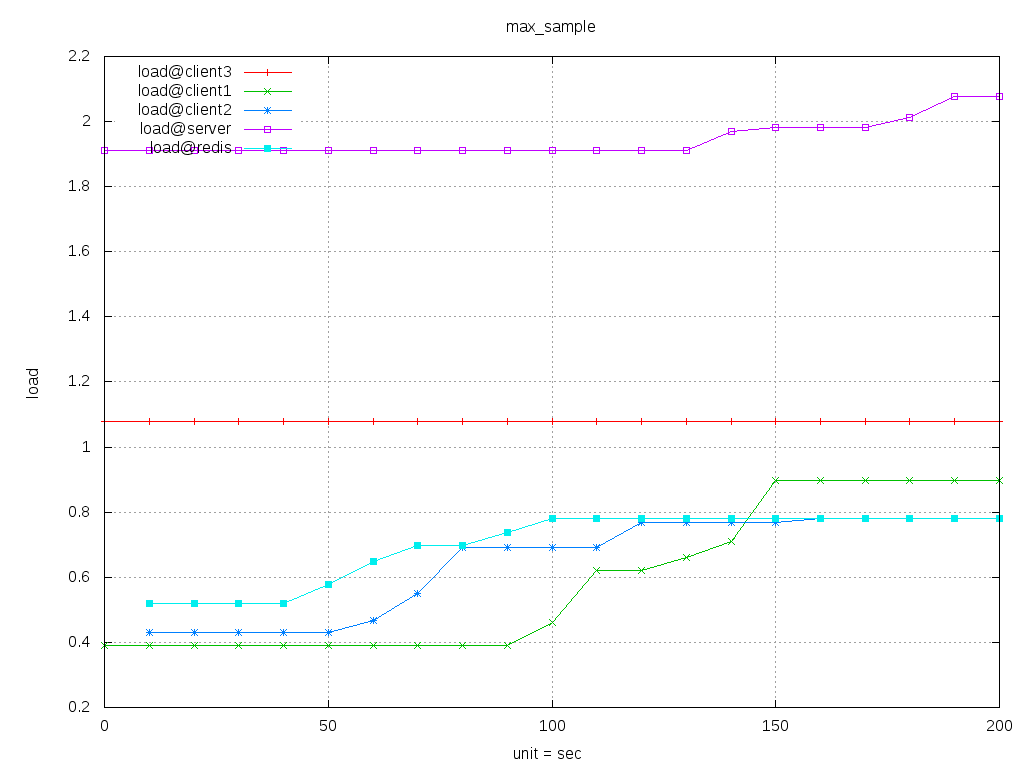 max_sample
2.2
2
1.8
1.6
1.4
1.2
1
0.8
0.6
0.4
0.2
load@client3
load@client1
load@client2
load@server
load@redis
load
0 50 100 150 200
unit = sec